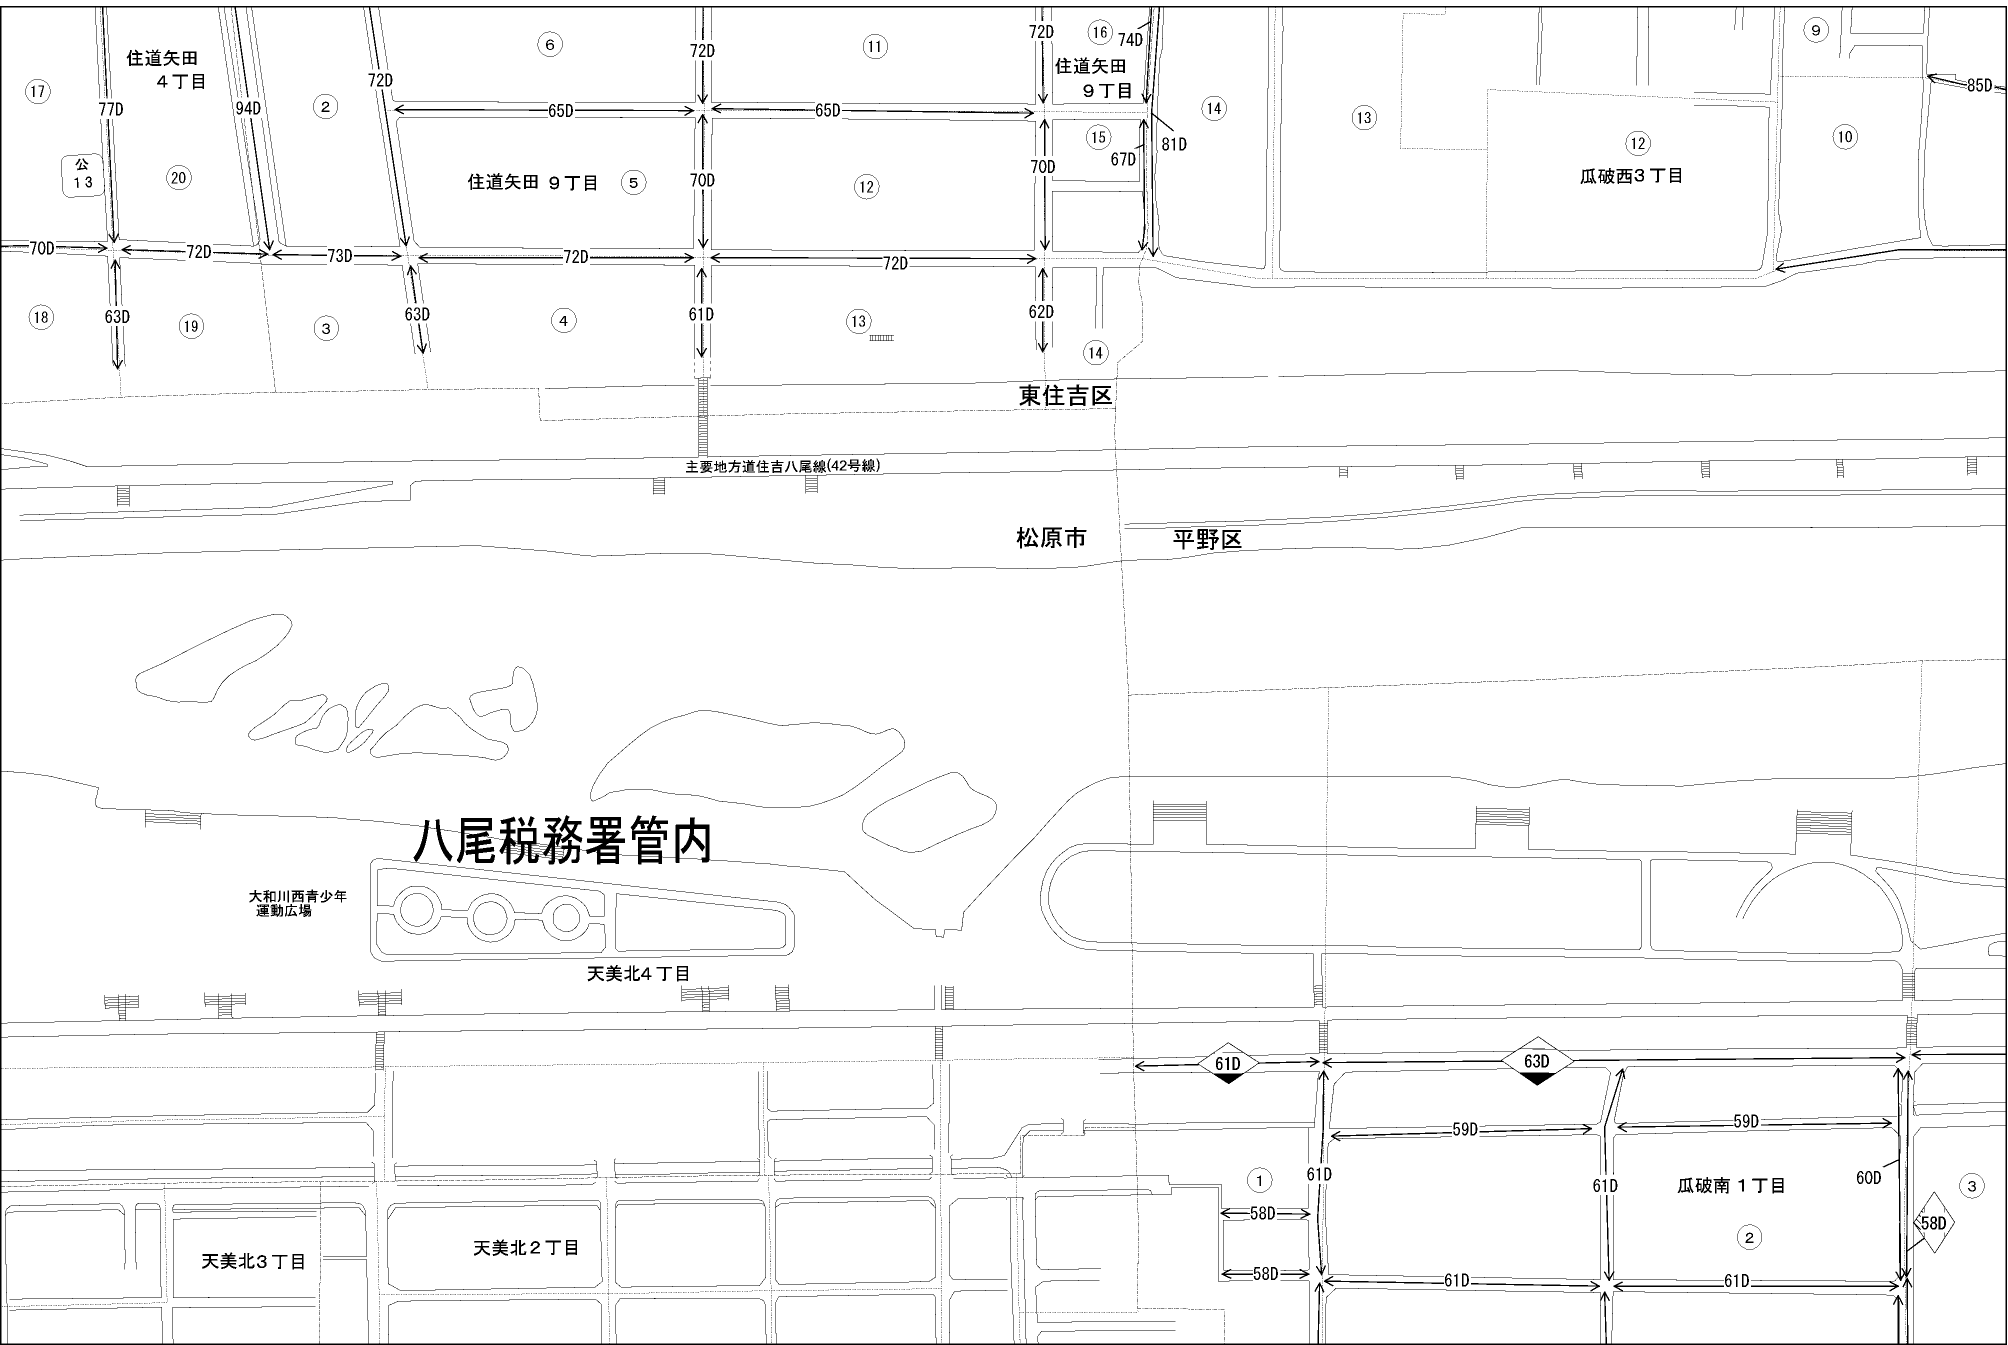 ⑥
⑪
72D
72D
⑯
74D
⑨
住道矢田
4丁目
⑰
77D
94D
②
72D
65D
65D
住道矢田
9丁目
⑭
⑬
85D
⑮
67D
81D
⑫
⑩
公
13
⑳
住道矢田 9丁目
⑤
70D
⑫
70D
瓜破西3丁目
70D
72D
73D
72D
72D
⑱
63D
⑲
③
63D
④
61D
⑬
62D
⑭
東住吉区
主要地方道住吉八尾線(42号線)
松原市
平野区
八尾税務署管内
大和川西青少年
運動広場
天美北4丁目
61D
63D
59D
59D
①
61D
61D
瓜破南1丁目
60D
③
58D
58D
②
天美北3丁目
天美北2丁目
58D
61D
61D